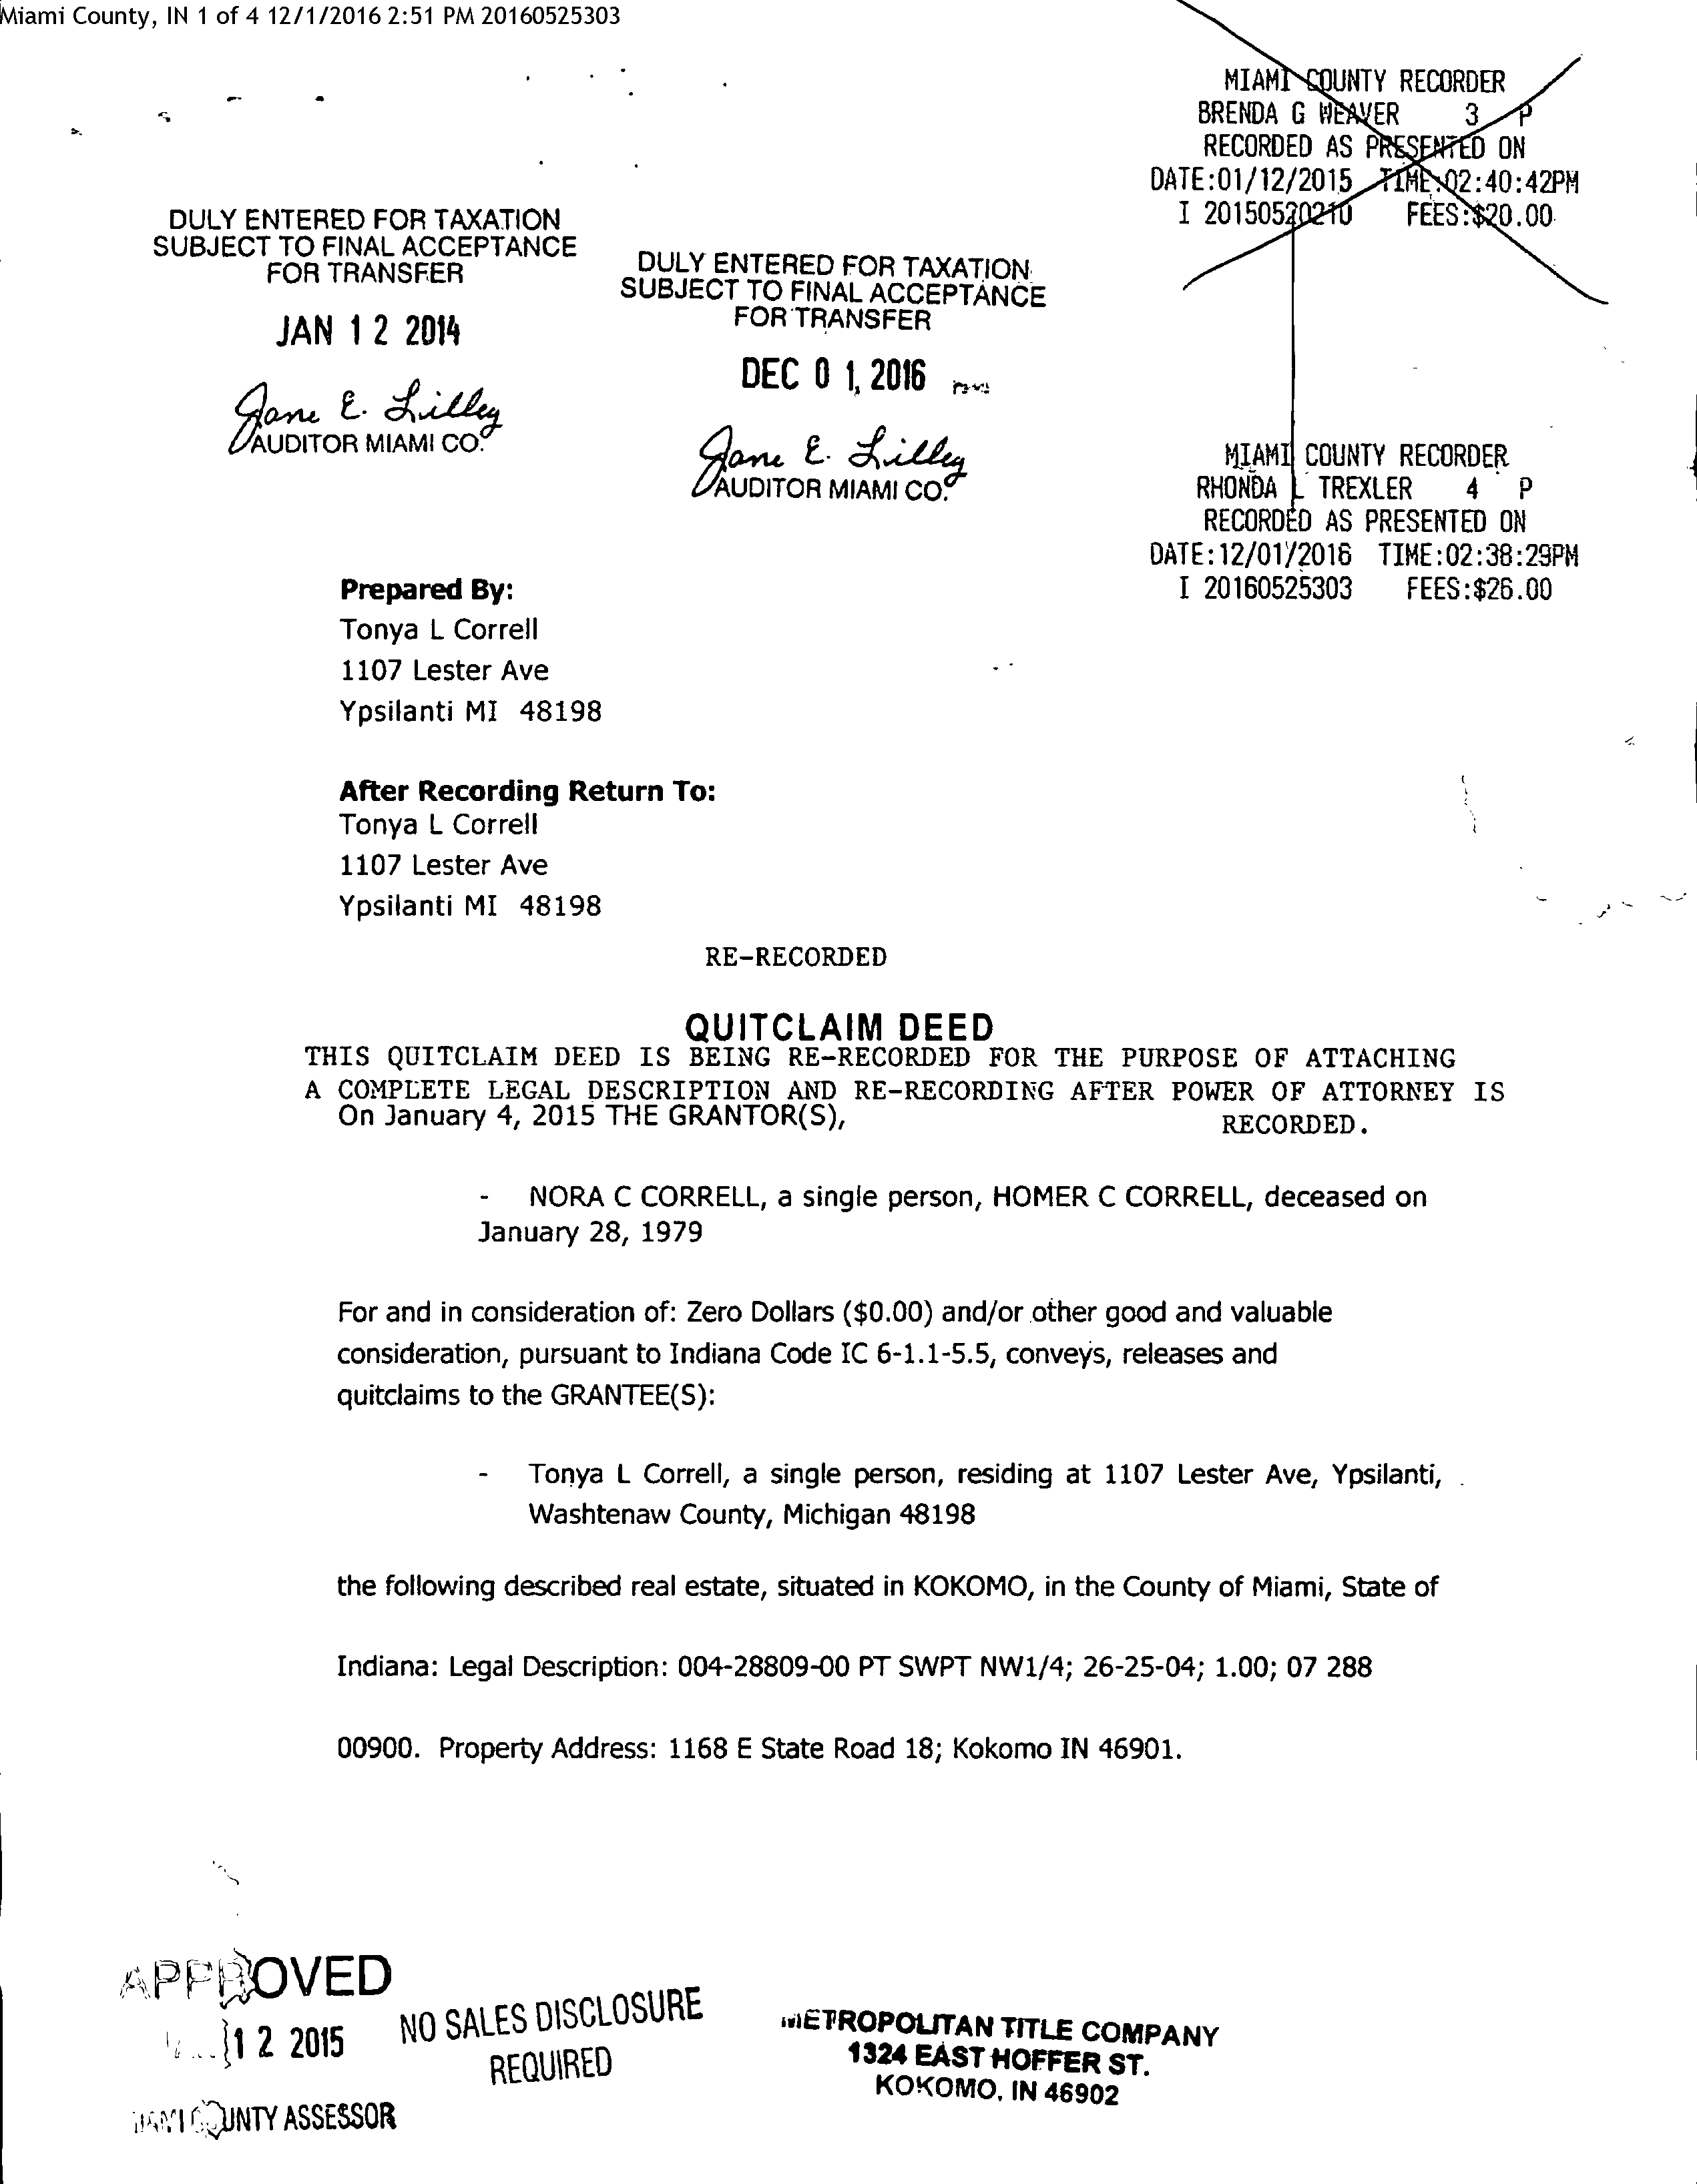 Miami County, IN 1 of 4 12/1/2016 2:51 PM 20160525303
MIAMI COUNTY RECORDER
BRENDA G WEAVER 3 P
RECORDED AS PRESENTED ON
DATE:01/12/2015 TIME:02:40:42PM
I 20150520210 FEES:$20.00
DULY ENTERED FOR TAXATION
SUBJECT TO FINAL ACCEPTANCE
FOR TRANSFER
JAN 12 2014
Jane E. Lilley
AUDITOR MIAMI CO.
DULY ENTERED FOR TAXATION
SUBJECT TO FINAL ACCEPTANCE
FOR TRANSFER
DEC 01, 2016
Jane E. Lilley
AUDITOR MIAMI CO.
MIAMI COUNTY RECORDER
RHONDA L TREXLER 4 P
RECORDED AS PRESENTED ON
DATE:12/01/2016 TIME:02:38:29PM
I 20160525303 FEES:$26.00
Prepared By:
Tonya L Correll
1107 Lester Ave
Ypsilanti MI 48198
After Recording Return To:
Tonya L Correll
1107 Lester Ave
Ypsilanti MI 48198
RE-RECORDED
QUITCLAIM DEED
THIS QUITCLAIM DEED IS BEING RE-RECORDED FOR THE PURPOSE OF ATTACHING
A COMPLETE LEGAL DESCRIPTION AND RE-RECORDING AFTER POWER OF ATTORNEY IS
RECORDED.
On January 4, 2015 THE GRANTOR(S),
- NORA C CORRELL, a single person, HOMER C CORRELL, deceased on
January 28, 1979
For and in consideration of: Zero Dollars ($0.00) and/or other good and valuable
consideration, pursuant to Indiana Code IC 6-1.1-5.5, conveys, releases and
quitclaims to the GRANTEE(S):
- Tonya L Correll, a single person, residing at 1107 Lester Ave, Ypsilanti,
Washtenaw County, Michigan 48198
the following described real estate, situated in KOKOMO, in the County of Miami, State of
Indiana: Legal Description: 004-28809-00 PT SWPT NW1/4; 26-25-04; 1.00; 07 288
00900. Property Address: 1168 E State Road 18; Kokomo IN 46901.
APPROVED
12 2015
MIAMI COUNTY ASSESSOR
NO SALES DISCLOSURE
REQUIRED
METROPOLITAN TITLE COMPANY
1324 EAST HOFFER ST.
KOKOMO, IN 46902